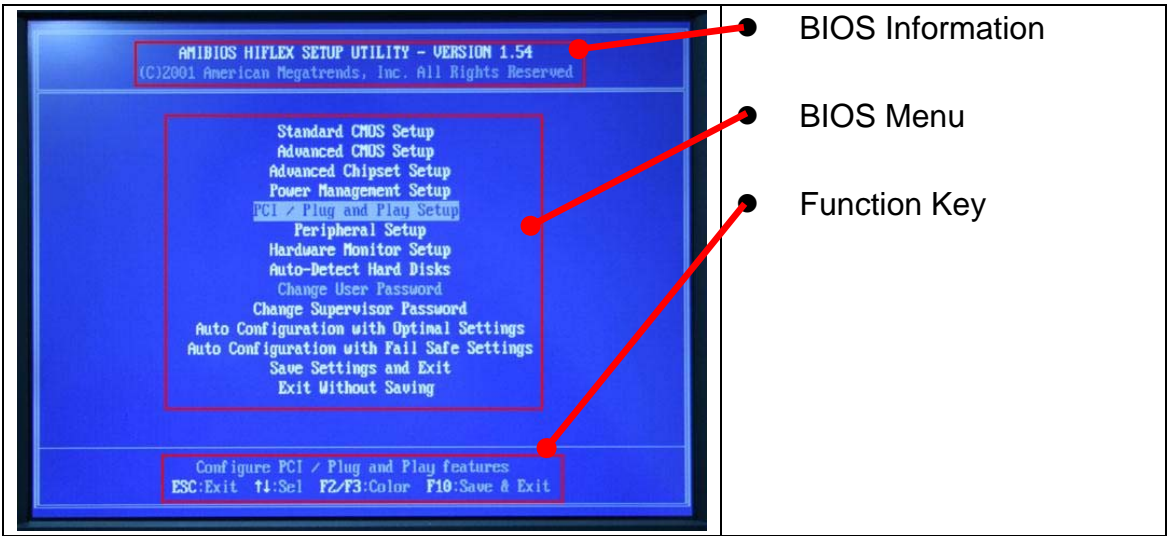 AMIBIOS HIFLEX SETUP UTILITY - VERSION 1.54
(C)2001 American Megatrends, Inc. All Rights Reserved
Standard CMOS Setup
Advanced CMOS Setup
Advanced Chipset Setup
Power Management Setup
PCI / Plug and Play Setup
Peripheral Setup
Hardware Monitor Setup
Auto-Detect Hard Disks
Change User Password
Change Supervisor Password
Auto Configuration with Optimal Settings
Auto Configuration with Fail Safe Settings
Save Settings and Exit
Exit Without Saving
Configure PCI / Plug and Play features
ESC:Exit ↑↓:Sel F2/F3:Color F10:Save & Exit
● BIOS Information
● BIOS Menu
● Function Key